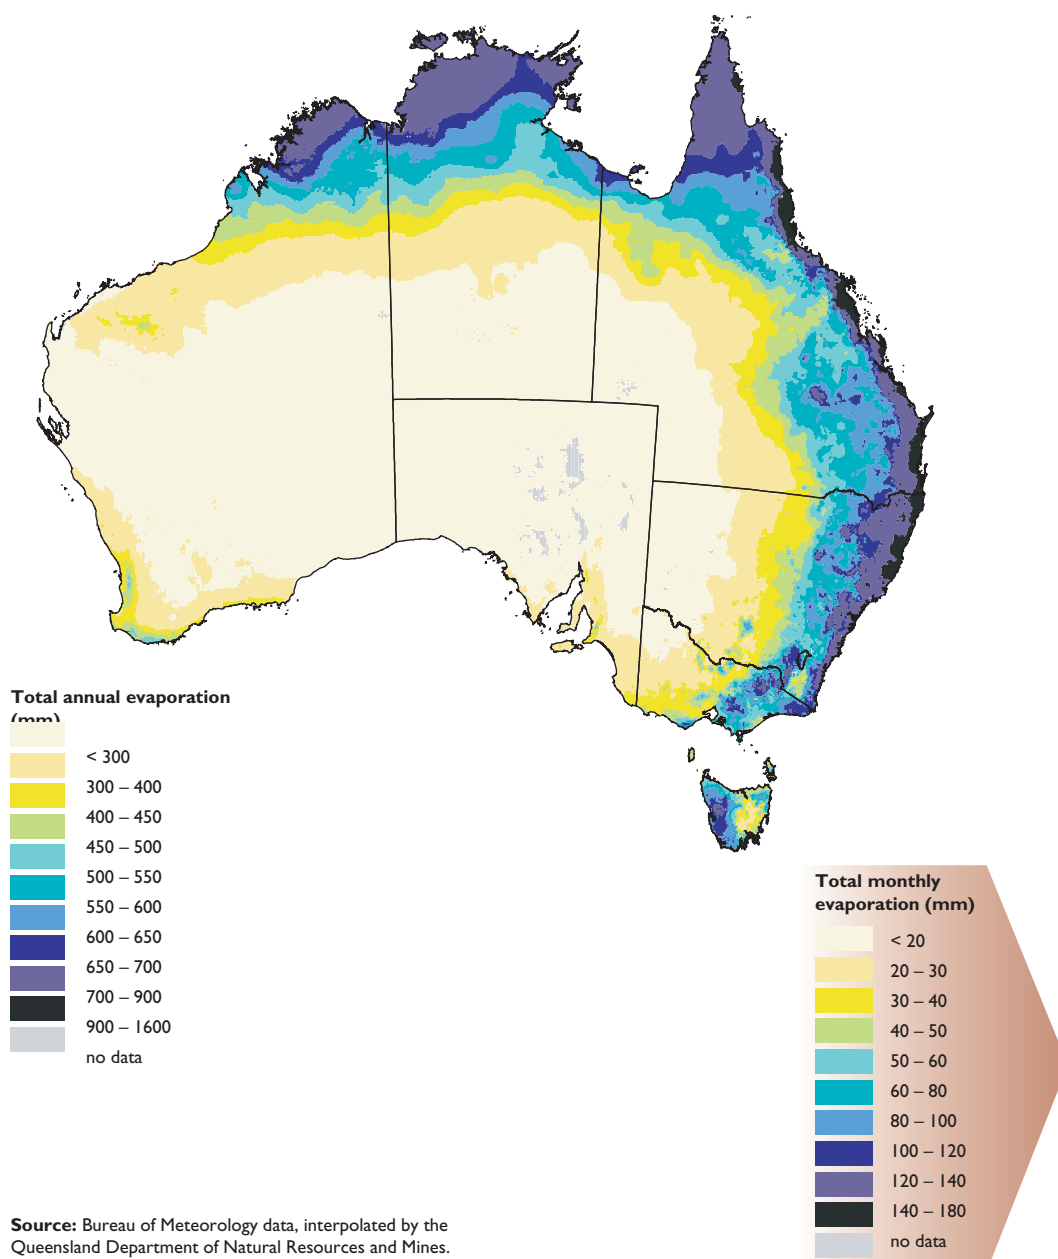 Total annual evaporation
(mm)
< 300
300 – 400
400 – 450
450 – 500
500 – 550
550 – 600
600 – 650
650 – 700
700 – 900
900 – 1600
no data
Total monthly
evaporation (mm)
< 20
20 – 30
30 – 40
40 – 50
50 – 60
60 – 80
80 – 100
100 – 120
120 – 140
140 – 180
no data
Source: Bureau of Meteorology data, interpolated by the
Queensland Department of Natural Resources and Mines.